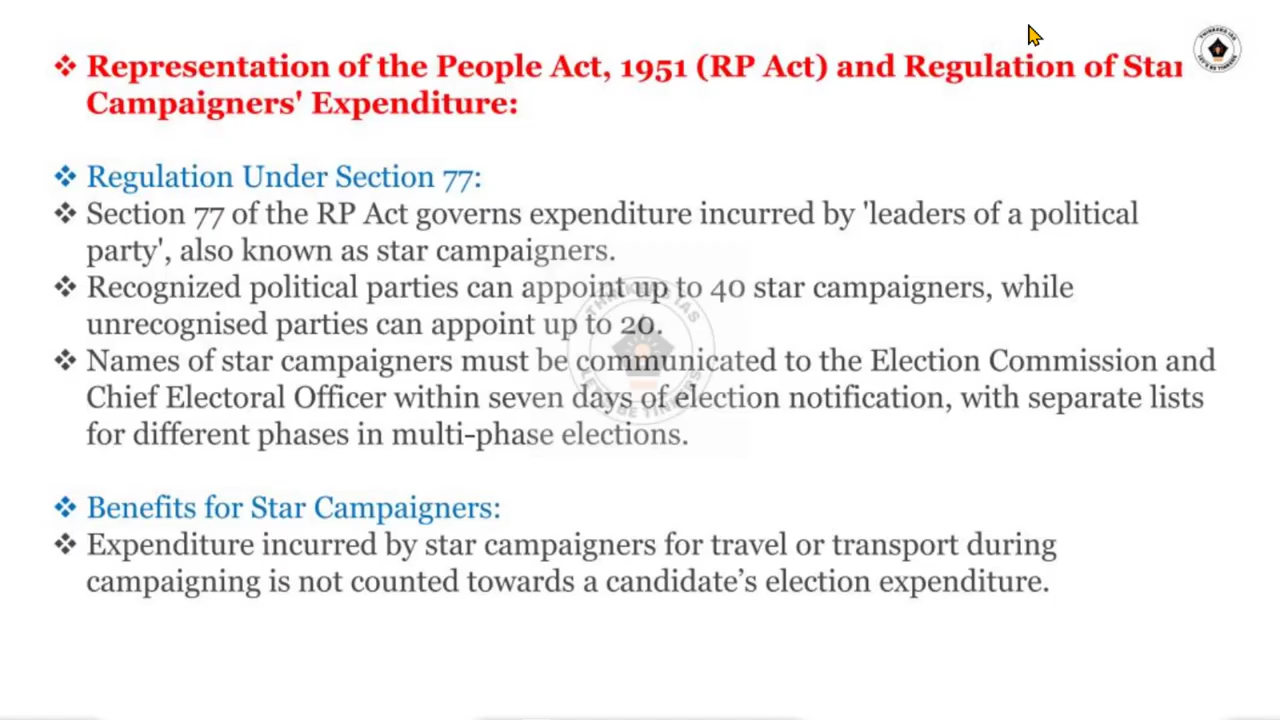 ❖ Representation of the People Act, 1951 (RP Act) and Regulation of Star
Campaigners' Expenditure:
❖ Regulation Under Section 77:
❖ Section 77 of the RP Act governs expenditure incurred by 'leaders of a political
party', also known as star campaigners.
❖ Recognized political parties can appoint up to 40 star campaigners, while
unrecognised parties can appoint up to 20.
❖ Names of star campaigners must be communicated to the Election Commission and
Chief Electoral Officer within seven days of election notification, with separate lists
for different phases in multi-phase elections.
❖ Benefits for Star Campaigners:
❖ Expenditure incurred by star campaigners for travel or transport during
campaigning is not counted towards a candidate’s election expenditure.
THINKERS IAS
LET'S BE THINKERS